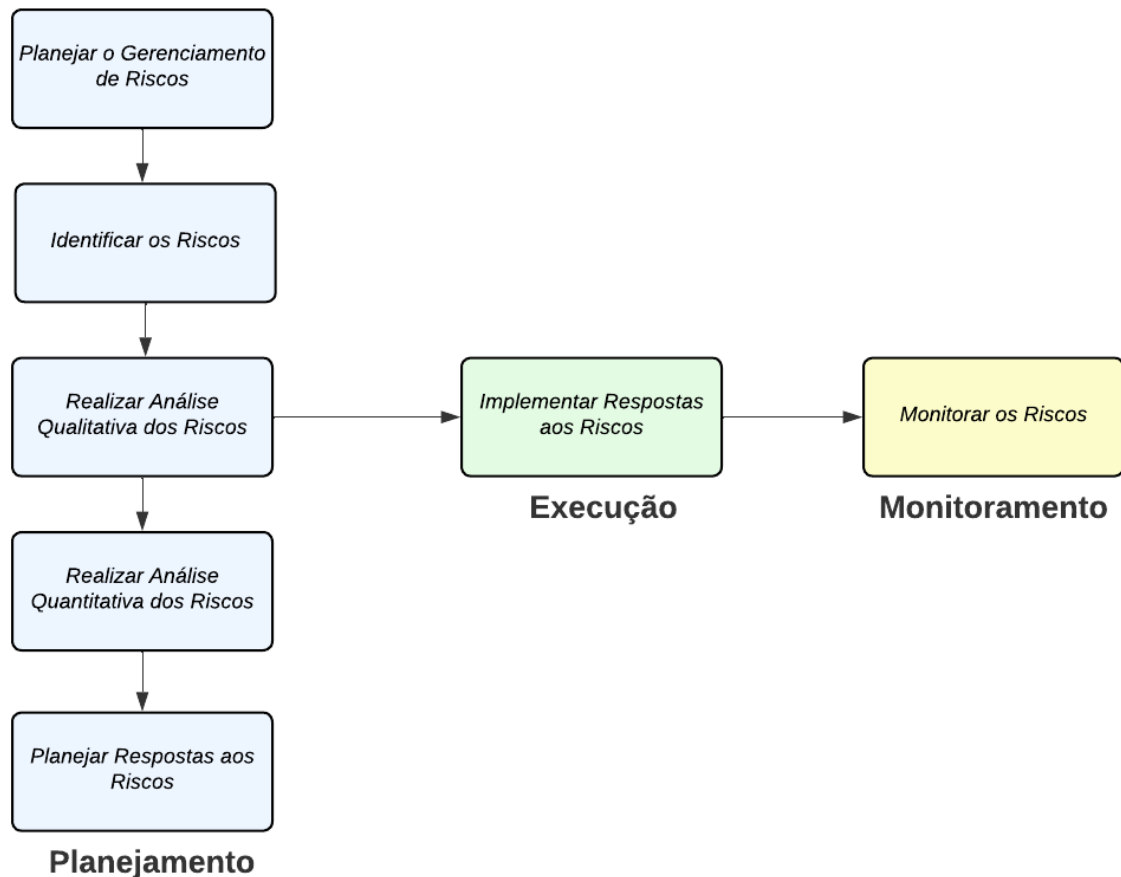 Planejar o Gerenciamento
de Riscos
Identificar os Riscos
Realizar Análise
Qualitativa dos Riscos
Implementar Respostas
aos Riscos
Monitorar os Riscos
Execução
Monitoramento
Realizar Análise
Quantitativa dos Riscos
Planejar Respostas aos
Riscos
Planejamento